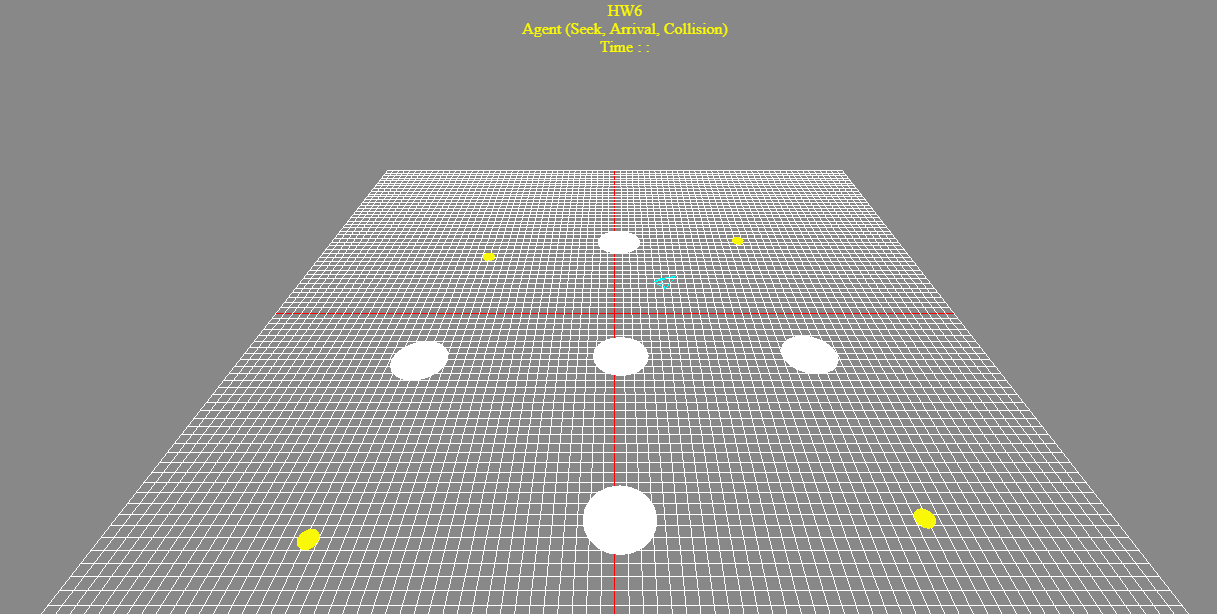 HW6
Agent (Seek, Arrival, Collision)
Time : :